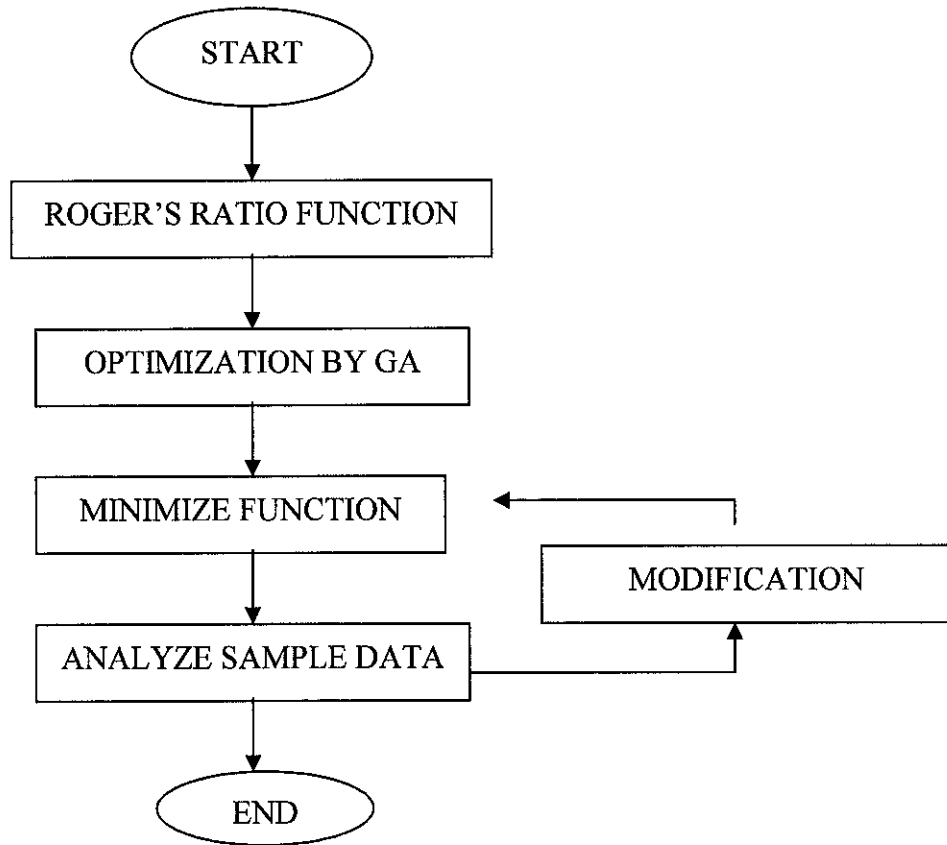 START
ROGER'S RATIO FUNCTION
OPTIMIZATION BY GA
MINIMIZE FUNCTION
MODIFICATION
ANALYZE SAMPLE DATA
END